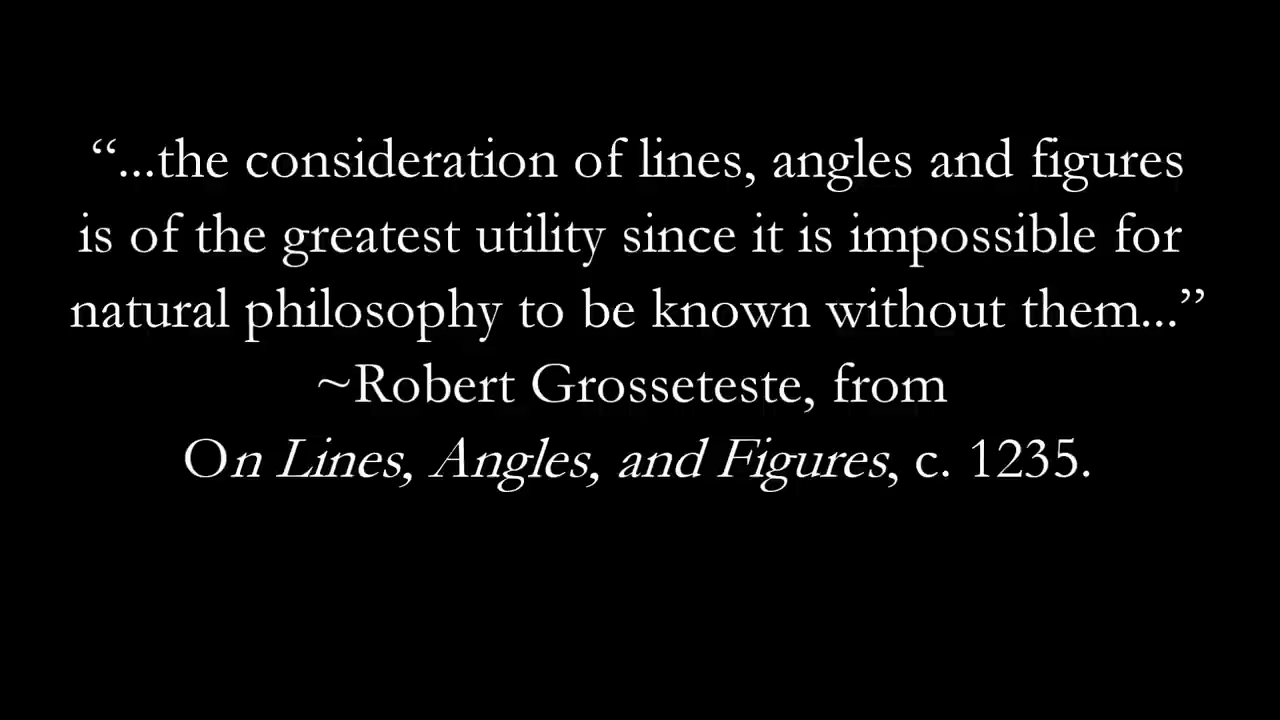 “...the consideration of lines, angles and figures
is of the greatest utility since it is impossible for
natural philosophy to be known without them...”
~Robert Grosseteste, from
On Lines, Angles, and Figures, c. 1235.